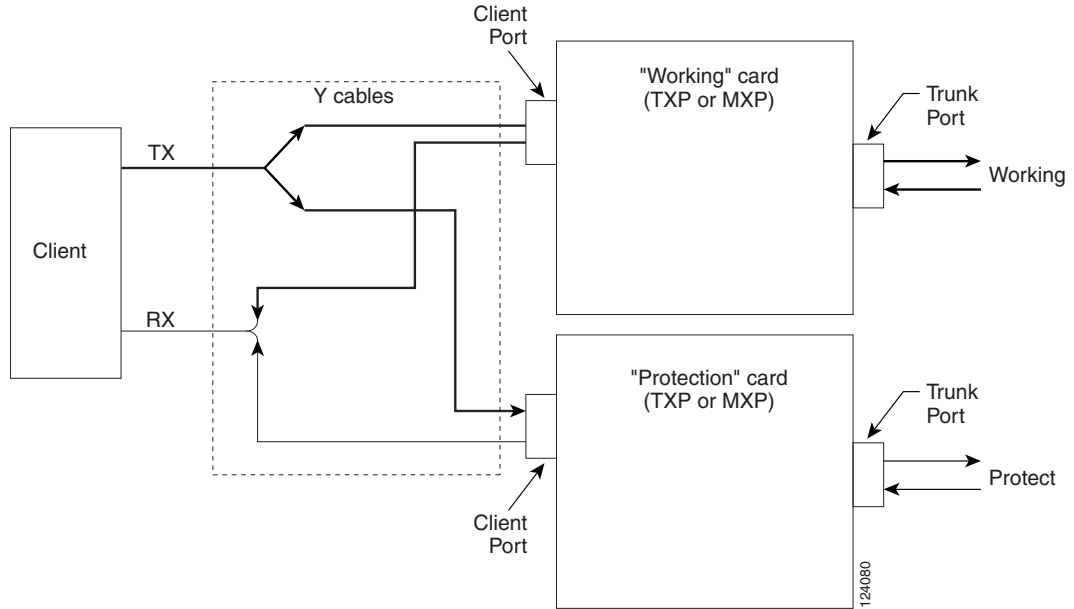 Client
Port
"Working" card
(TXP or MXP)
Y cables
Trunk
Port
TX
Working
Client
RX
"Protection" card
(TXP or MXP)
Trunk
Port
Protect
Client
Port
124080